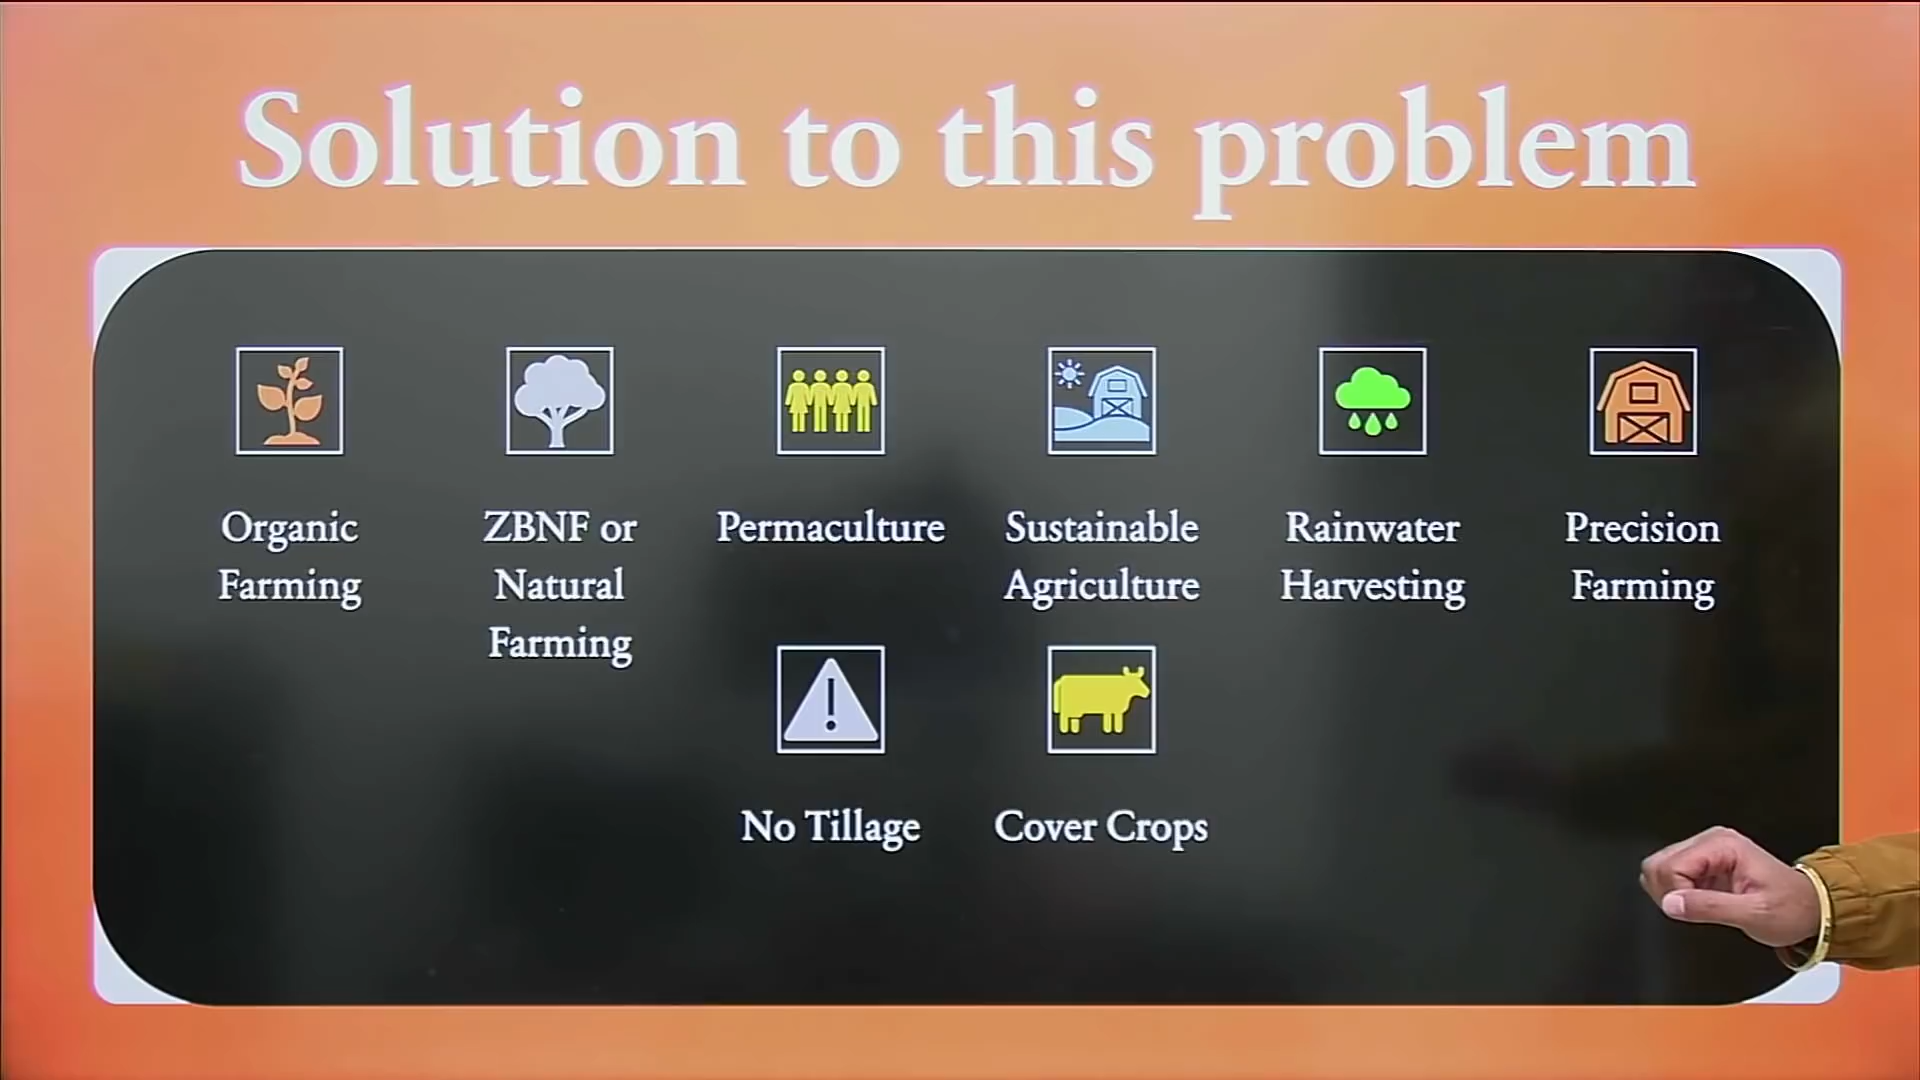 Solution to this problem
Organic
Farming
ZBNF or
Natural
Farming
Permaculture
Sustainable
Agriculture
Rainwater
Harvesting
Precision
Farming
No Tillage
Cover Crops